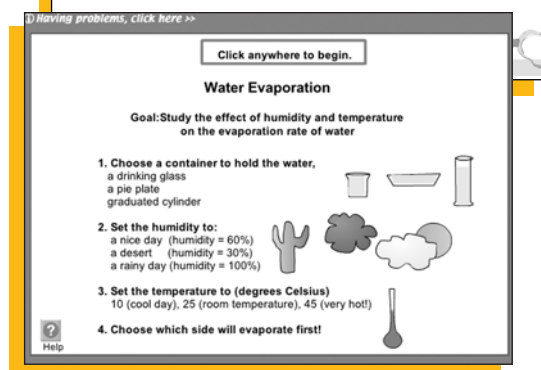 Having problems, click here >>
Click anywhere to begin.
Water Evaporation
Goal:Study the effect of humidity and temperature
on the evaporation rate of water
1. Choose a container to hold the water,
a drinking glass
a pie plate
graduated cylinder
2. Set the humidity to:
a nice day (humidity = 60%)
a desert (humidity = 30%)
a rainy day (humidity = 100%)
3. Set the temperature to (degrees Celsius)
10 (cool day), 25 (room temperature), 45 (very hot!)
4. Choose which side will evaporate first!
?
Help